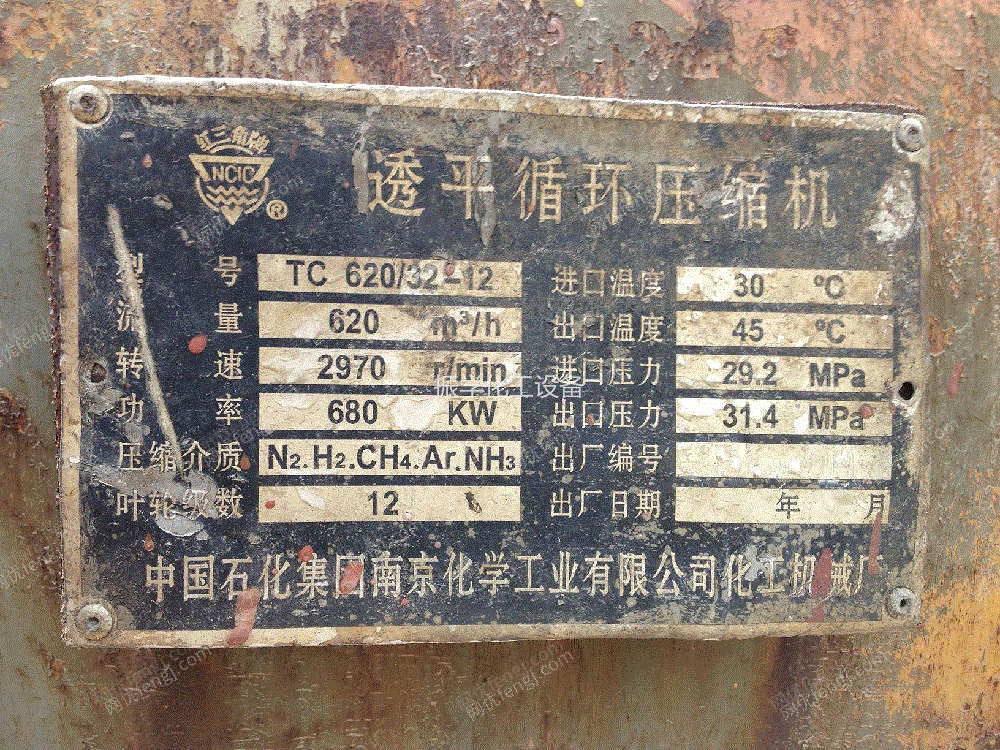 红三角牌
NCIC ®
透平循环压缩机
型号 TC 620/32-12 进口温度 30 ℃
流量 620 m³/h 出口温度 45 ℃
转速 2970 r/min 进口压力 29.2 MPa
功率 680 KW 出口压力 31.4 MPa
压缩介质 N₂.H₂.CH₄.Ar.NH₃ 出厂编号
叶轮级数 12 出厂日期 年 月
中国石化集团南京化学工业有限公司化工机械厂